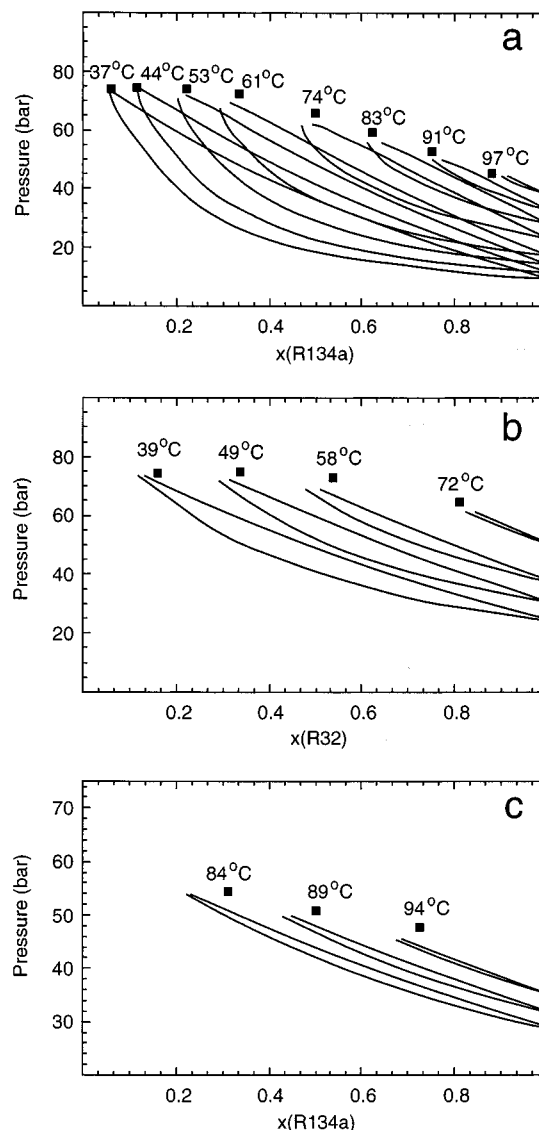 a
37°C 44°C 53°C 61°C
74°C
83°C
91°C
97°C
80
60
40
20
Pressure (bar)
0.2 0.4 0.6 0.8
x(R134a)
b
39°C 49°C 58°C
72°C
80
60
40
20
Pressure (bar)
0.2 0.4 0.6 0.8
x(R32)
c
84°C
89°C
94°C
70
60
50
40
30
Pressure (bar)
0.2 0.4 0.6 0.8
x(R134a)